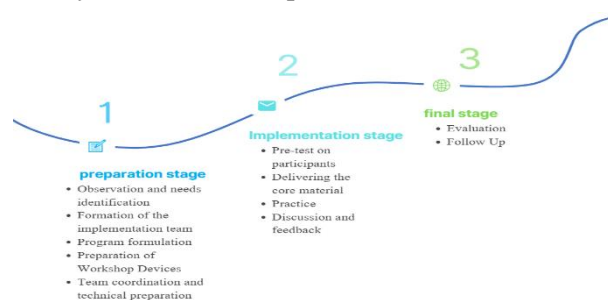 1
preparation stage
• Observation and needs
identification
• Formation of the
implementation team
• Program formulation
• Preparation of
Workshop Devices
• Team coordination and
technical preparation
2
Implementation stage
• Pre-test on
participants
• Delivering the
core material
• Practice
• Discussion and
feedback
3
final stage
• Evaluation
• Follow Up